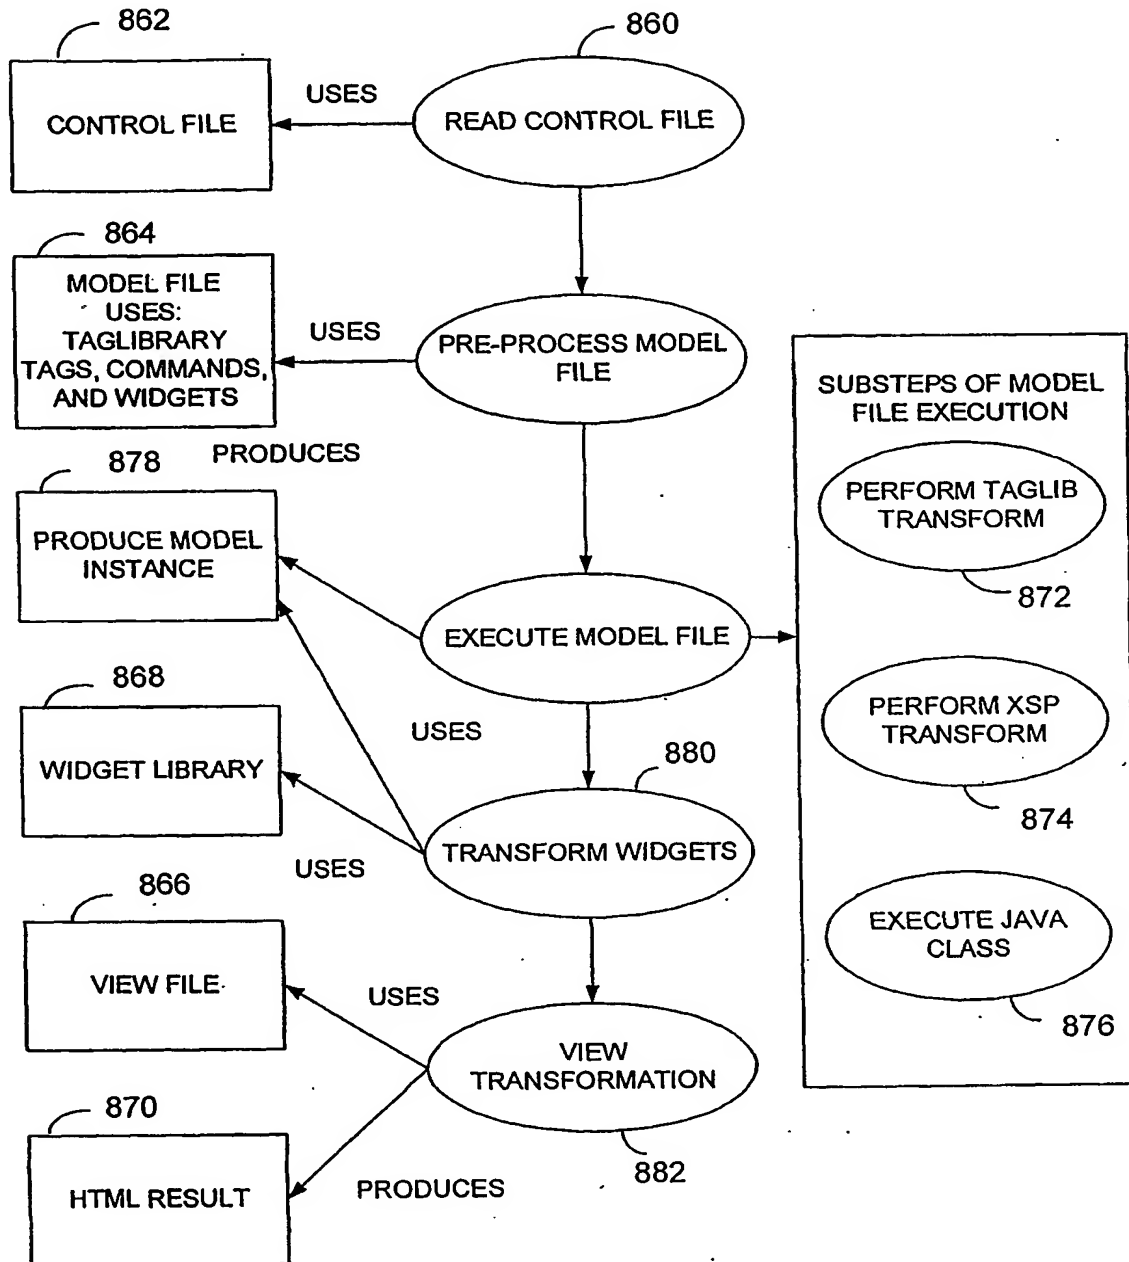 862
860
CONTROL FILE
USES
READ CONTROL FILE
864
MODEL FILE
USES:
TAGLIBRARY
TAGS, COMMANDS,
AND WIDGETS
USES
PRE-PROCESS MODEL
FILE
SUBSTEPS OF MODEL
FILE EXECUTION
PERFORM TAGLIB
TRANSFORM
872
878
PRODUCES
PRODUCE MODEL
INSTANCE
EXECUTE MODEL FILE
PERFORM XSP
TRANSFORM
874
868
USES
880
WIDGET LIBRARY
TRANSFORM WIDGETS
USES
EXECUTE JAVA
CLASS
876
866
VIEW FILE
USES
VIEW
TRANSFORMATION
882
870
HTML RESULT
PRODUCES